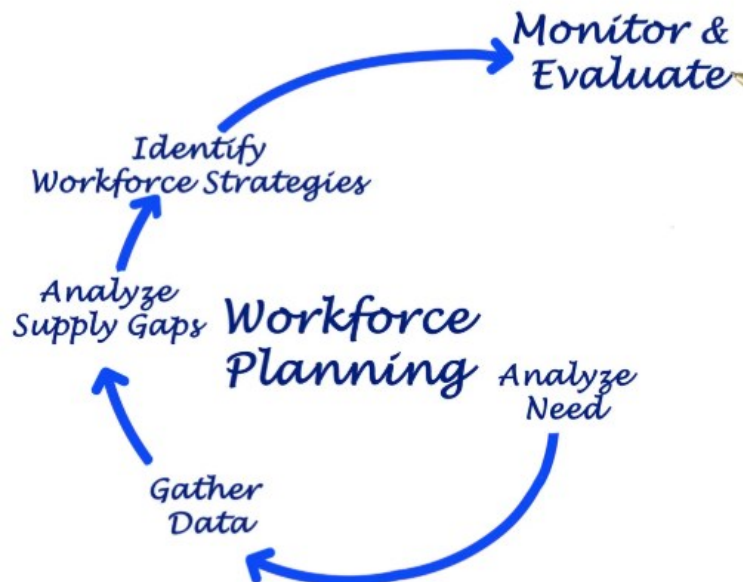 Monitor &
Evaluate
Identify
Workforce Strategies
Analyze
Supply Gaps
Workforce
Planning
Analyze
Need
Gather
Data